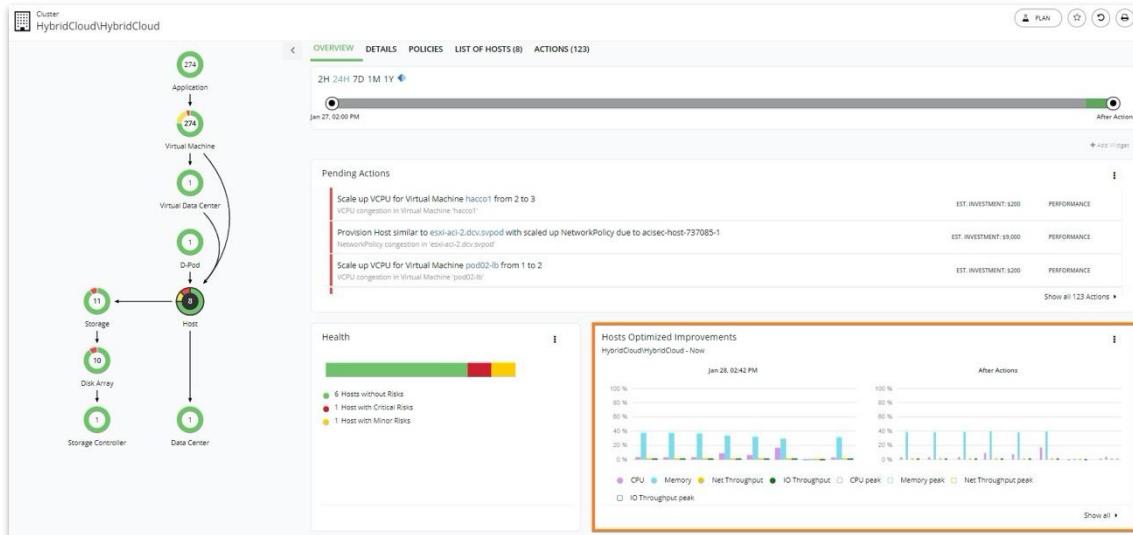 Cluster
HybridCloud\HybridCloud
PLAN
OVERVIEW DETAILS POLICIES LIST OF HOSTS (8) ACTIONS (123)
2H 24H 7D 1M 1Y
Jan 27, 02:00 PM
After Action
Add Widget
274
Application
274
Virtual Machine
1
Virtual Data Center
1
D-Pod
11
Storage
8
Host
10
Disk Array
1
Storage Controller
1
Data Center
Pending Actions
Scale up VCPU for Virtual Machine hacco1 from 2 to 3
VCPU congestion in Virtual Machine 'hacco1'
EST. INVESTMENT: $200 PERFORMANCE
Provision Host similar to esxi-aci-2.dcv.svpod with scaled up NetworkPolicy due to acisec-host-737085-1
NetworkPolicy congestion in 'esxi-aci-2.dcv.svpod'
EST. INVESTMENT: $9,000 PERFORMANCE
Scale up VCPU for Virtual Machine pod02-lb from 1 to 2
VCPU congestion in Virtual Machine 'pod02-lb'
EST. INVESTMENT: $200 PERFORMANCE
Show all 123 Actions
Health
6 Hosts without Risks
1 Host with Critical Risks
1 Host with Minor Risks
Hosts Optimized Improvements
HybridCloud\HybridCloud - Now
Jan 28, 02:42 PM
100 %
80 %
60 %
40 %
20 %
0 %
After Actions
100 %
80 %
60 %
40 %
20 %
0 %
CPU Memory Net Throughput IO Throughput CPU peak Memory peak Net Throughput peak
IO Throughput peak
Show all